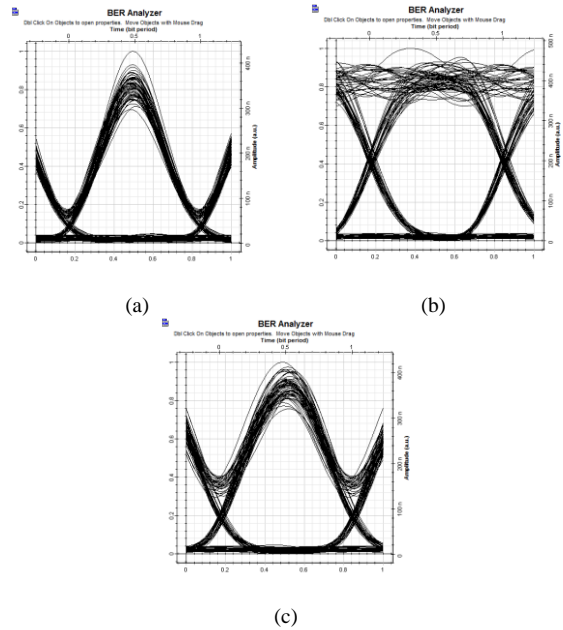 BER Analyzer
Dbl Click On Objects to open properties. Move Objects with Mouse Drag
Time (bit period)
0 0.5 1
0 0.2 0.4 0.6 0.8
0 100 n 200 n 300 n 400 n
Amplitude (a.u.)
0 0.2 0.4 0.6 0.8 1
(a)
BER Analyzer
Dbl Click On Objects to open properties. Move Objects with Mouse Drag
Time (bit period)
0 0.5 1
0 0.2 0.4 0.6 0.8 1
0 100 n 200 n 300 n 400 n 500 n
Amplitude (a.u.)
0 0.2 0.4 0.6 0.8 1
(b)
BER Analyzer
Dbl Click On Objects to open properties. Move Objects with Mouse Drag
Time (bit period)
0 0.5 1
0 0.2 0.4 0.6 0.8 1
0 100 n 200 n 300 n 400 n
Amplitude (a.u.)
0 0.2 0.4 0.6 0.8 1
(c)